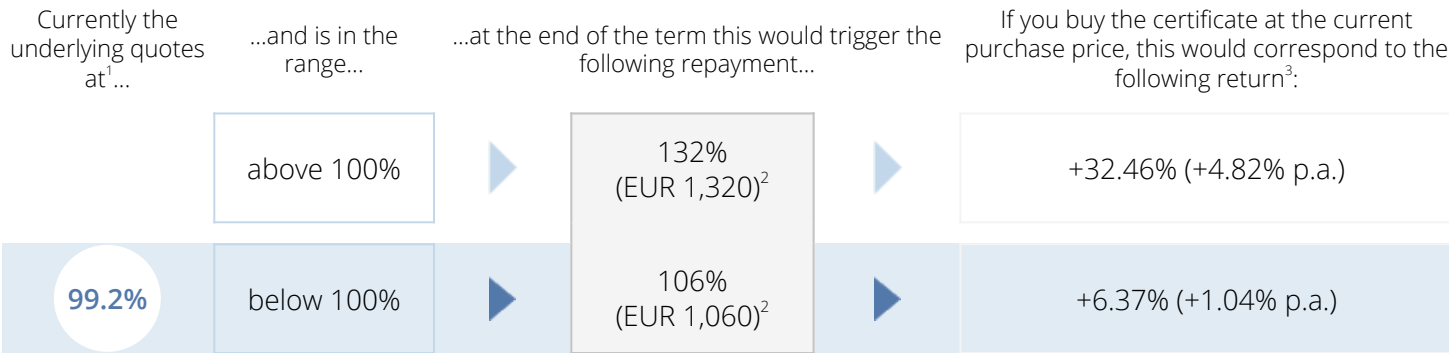 Currently the
underlying quotes
at¹...
...and is in the
range...
...at the end of the term this would trigger the
following repayment...
If you buy the certificate at the current
purchase price, this would correspond to the
following return³:
above 100%
132%
(EUR 1,320)²
+32.46% (+4.82% p.a.)
99.2%
below 100%
106%
(EUR 1,060)²
+6.37% (+1.04% p.a.)